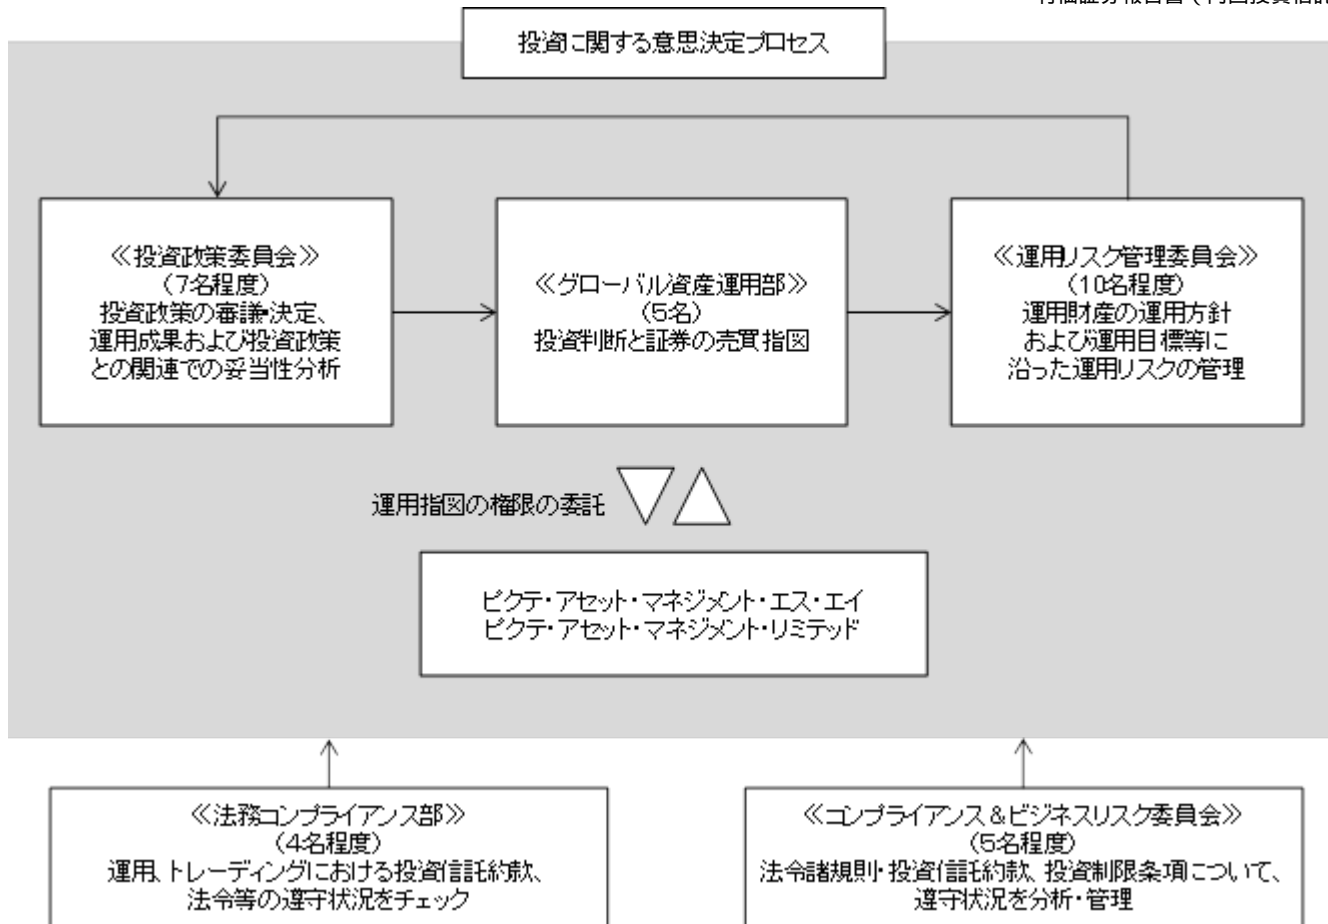 投資に関する意思決定プロセス
≪投資政策委員会≫
(7名程度)
投資政策の審議・決定、
運用成果および投資政策
との関連での妥当性分析
≪グローバル資産運用部≫
(5名)
投資判断と証券の売買指図
≪運用リスク管理委員会≫
(10名程度)
運用財産の運用方針
および運用目標等に
沿った運用リスクの管理
運用指図の権限の委託
ピクテ・アセット・マネジメント・エス・エイ
ピクテ・アセット・マネジメント・リミテッド
≪法務コンプライアンス部≫
(4名程度)
運用、トレーディングにおける投資信託約款、
法令等の遵守状況をチェック
≪コンプライアンス&ビジネスリスク委員会≫
(5名程度)
法令諸規則・投資信託約款、投資制限条項について、
遵守状況を分析・管理